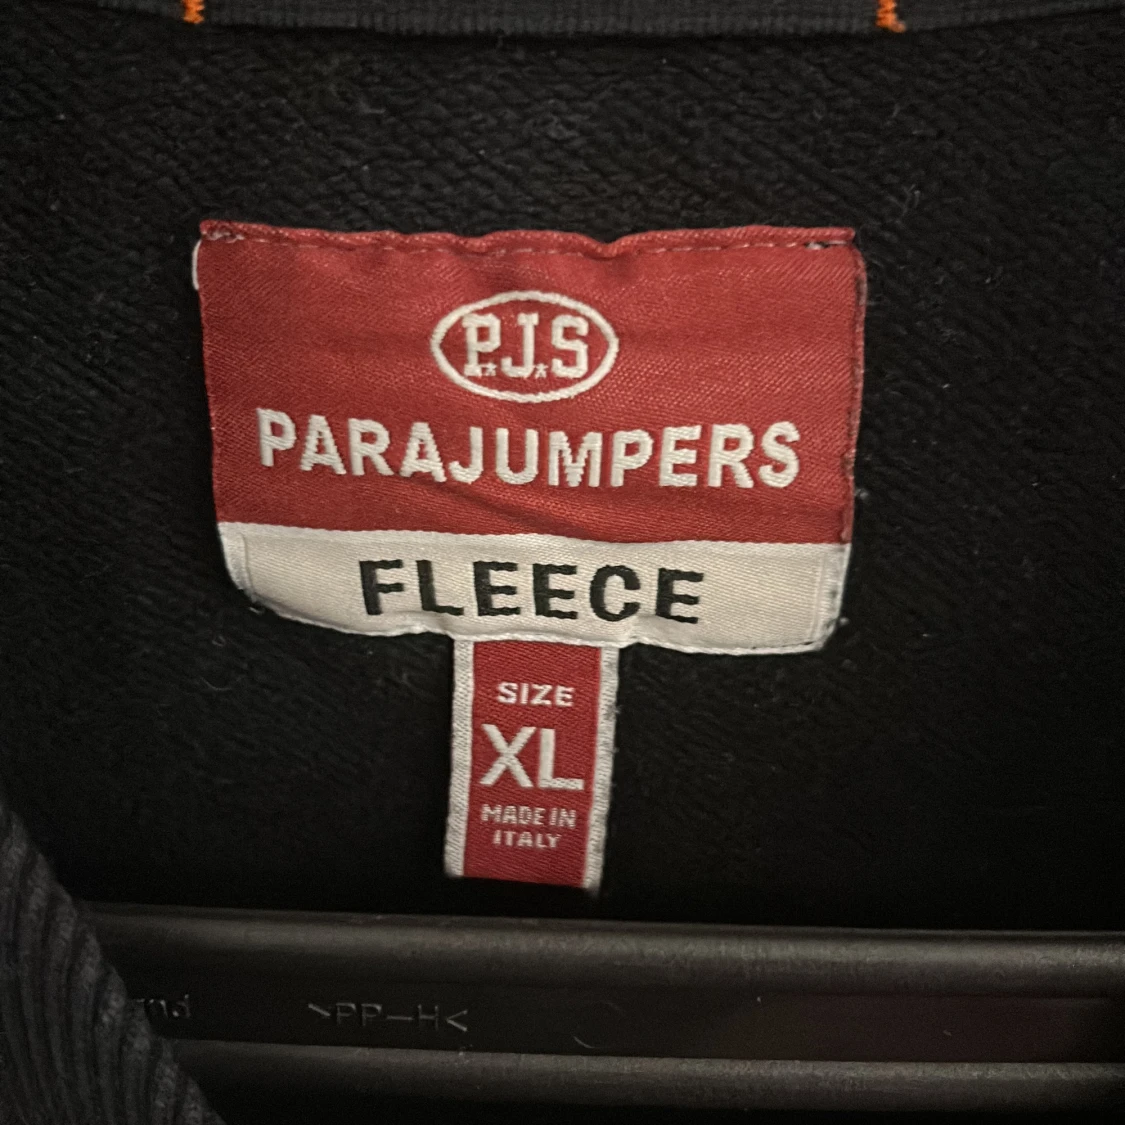 P.J.S
PARAJUMPERS
FLEECE
SIZE
XL
MADE IN
ITALY
>PP-H<